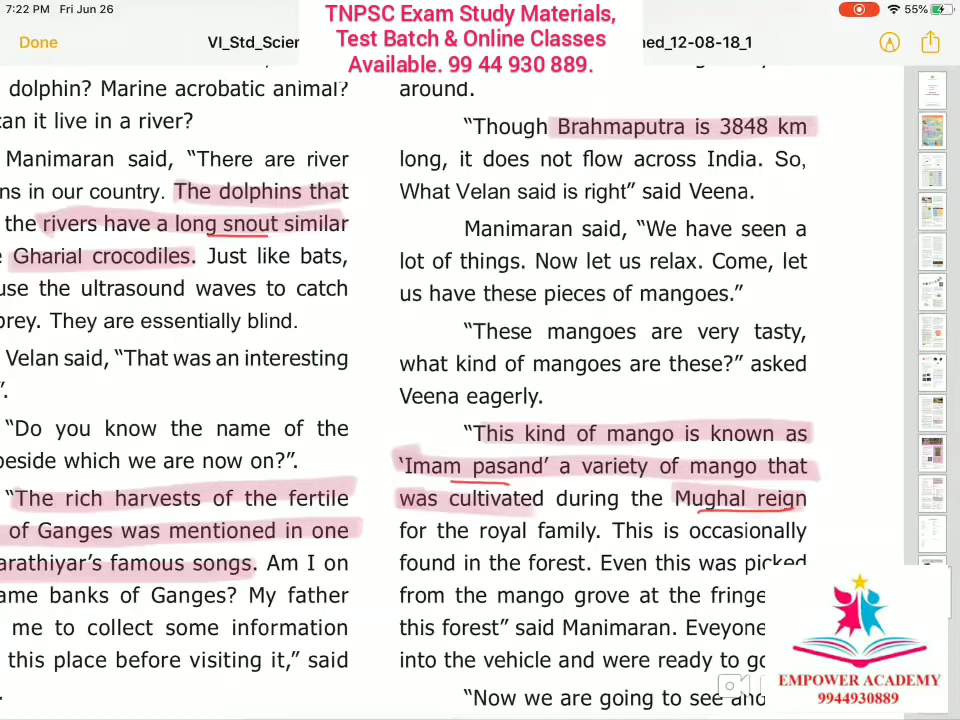 7:22 PM Fri Jun 26
55%
TNPSC Exam Study Materials,
Test Batch & Online Classes
Available. 99 44 930 889.
Done
VI_Std_Scien
ned_12-08-18_1
dolphin? Marine acrobatic animal?
can it live in a river?
Manimaran said, “There are river
ns in our country. The dolphins that
the rivers have a long snout similar
Gharial crocodiles. Just like bats,
use the ultrasound waves to catch
prey. They are essentially blind.
Velan said, “That was an interesting
”.
“Do you know the name of the
beside which we are now on?”.
“The rich harvests of the fertile
of Ganges was mentioned in one
arathiyar’s famous songs. Am I on
ame banks of Ganges? My father
me to collect some information
this place before visiting it,” said
around.
“Though Brahmaputra is 3848 km
long, it does not flow across India. So,
What Velan said is right” said Veena.
Manimaran said, “We have seen a
lot of things. Now let us relax. Come, let
us have these pieces of mangoes.”
“These mangoes are very tasty,
what kind of mangoes are these?” asked
Veena eagerly.
“This kind of mango is known as
‘Imam pasand’ a variety of mango that
was cultivated during the Mughal reign
for the royal family. This is occasionally
found in the forest. Even this was picked
from the mango grove at the fringe
this forest” said Manimaran. Eveyone
into the vehicle and were ready to go
“Now we are going to see and
EMPOWER ACADEMY
9944930889